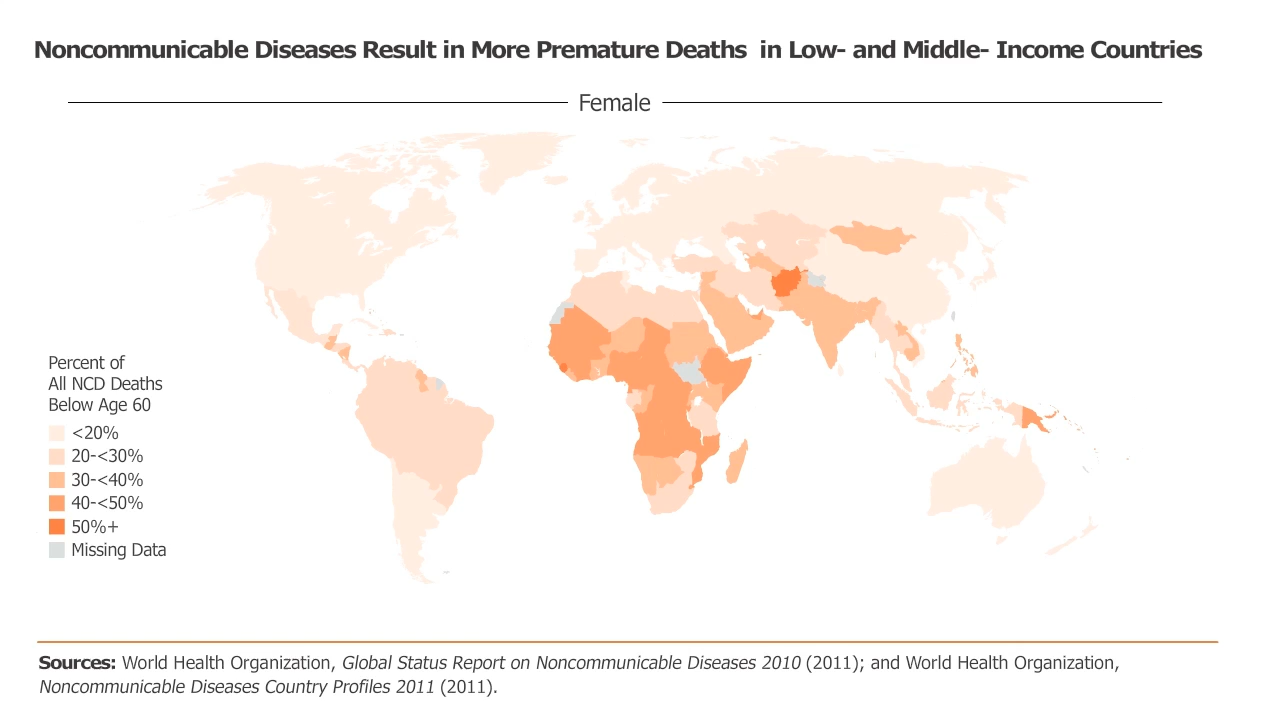 Noncommunicable Diseases Result in More Premature Deaths  in Low- and Middle- Income Countries
Female
Percent of
All NCD Deaths
Below Age 60
<20%
20-<30%
30-<40%
40-<50%
50%+
Missing Data
Sources: World Health Organization, Global Status Report on Noncommunicable Diseases 2010 (2011); and World Health Organization,
Noncommunicable Diseases Country Profiles 2011 (2011).